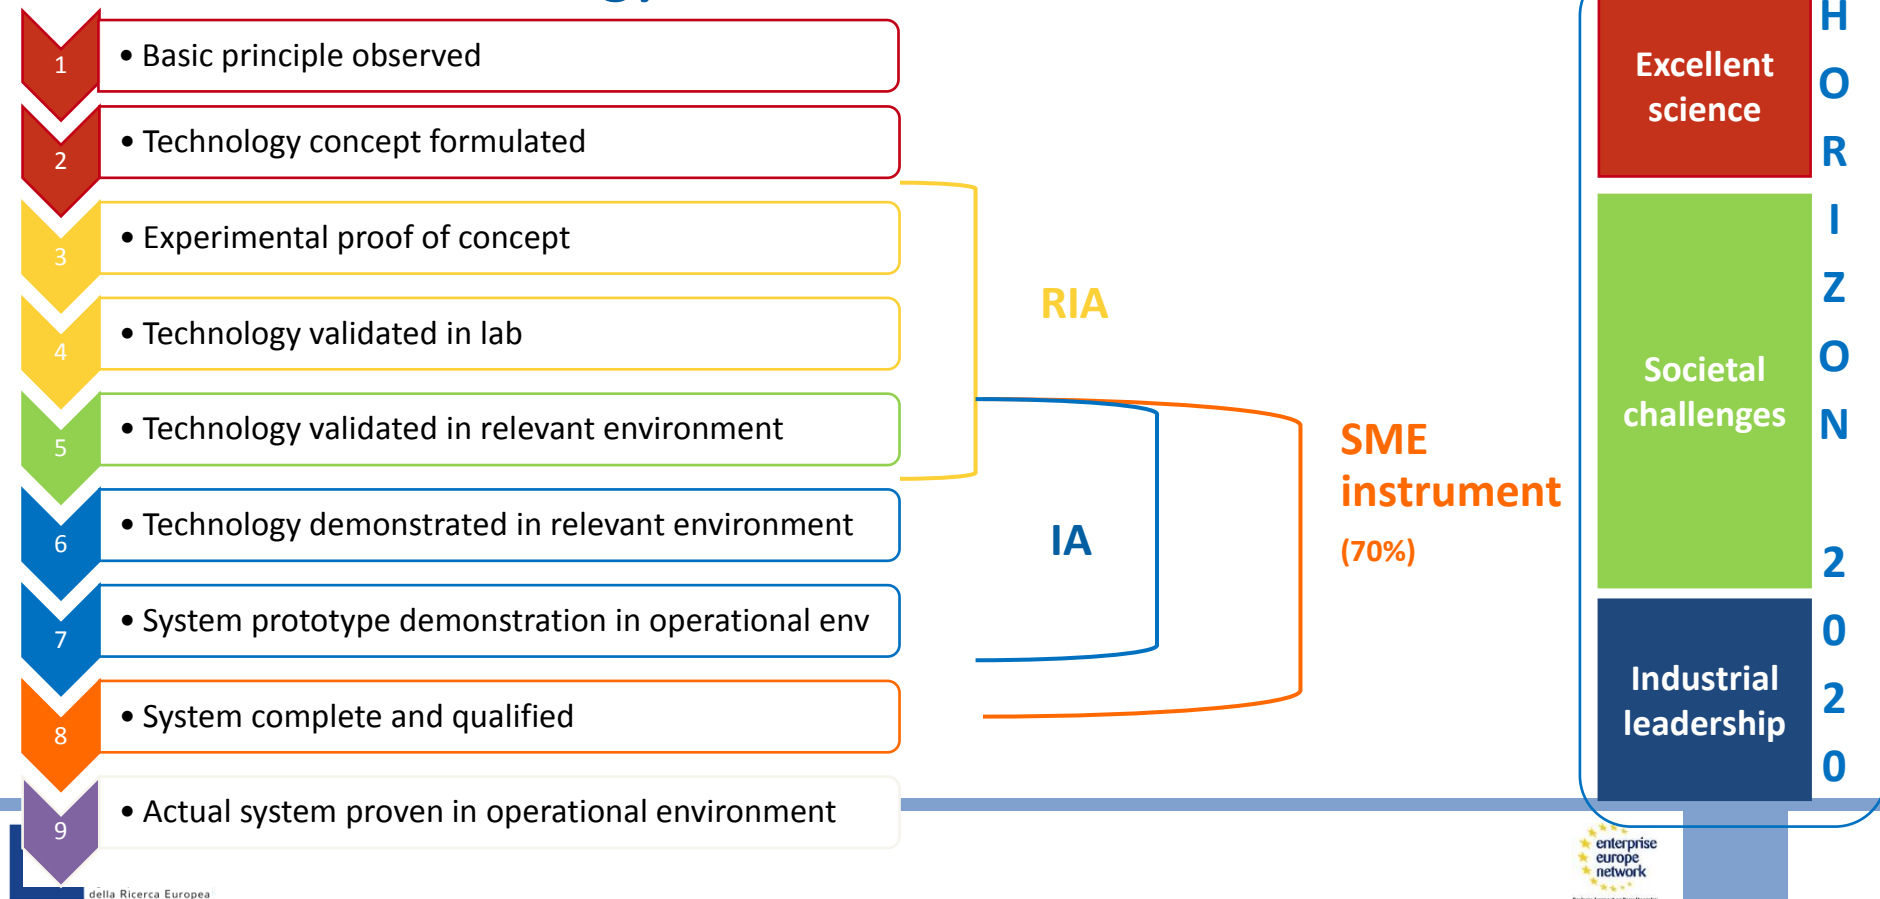 1
• Basic principle observed
2
• Technology concept formulated
3
• Experimental proof of concept
4
• Technology validated in lab
5
• Technology validated in relevant environment
6
• Technology demonstrated in relevant environment
7
• System prototype demonstration in operational env
8
• System complete and qualified
9
• Actual system proven in operational environment
RIA
IA
SME
instrument
(70%)
Excellent
science
Societal
challenges
Industrial
leadership
H
O
R
I
Z
O
N
2
0
2
0
della Ricerca Europea
enterprise
europe
network